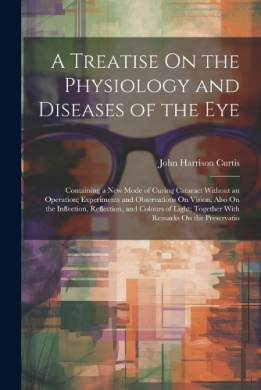 A Treatise On the
Physiology and
Diseases of the Eye
John Harrison Curtis
Containing a New Mode of Curing Cataract Without an
Operation; Experiments and Observations On Vision, Also On
the Inflection, Reflection, and Colours of Light; Together With
Remarks On the Preservatio